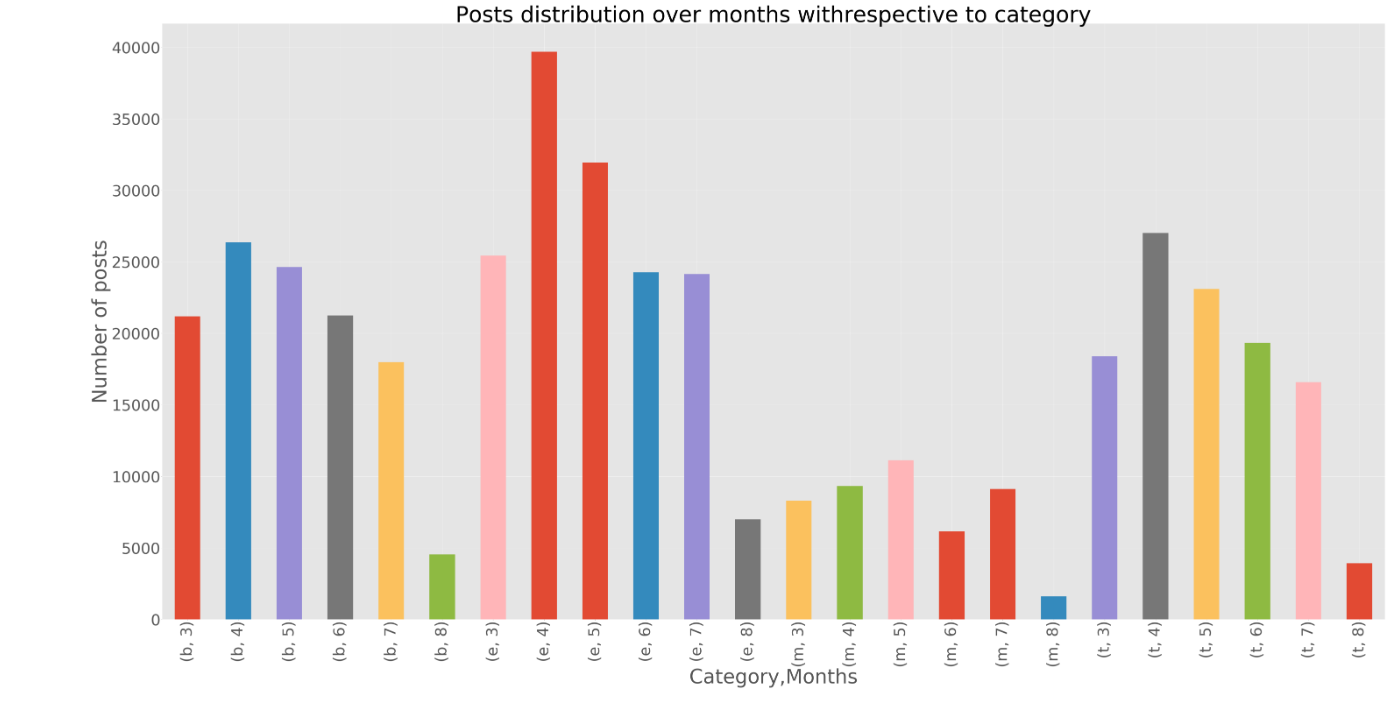 Posts distribution over months withrespective to category
40000
35000
30000
25000
20000
15000
10000
5000
0
Number of posts
(b, 3)
(b, 4)
(b, 5)
(b, 6)
(b, 7)
(b, 8)
(e, 3)
(e, 4)
(e, 5)
(e, 6)
(e, 7)
(e, 8)
(m, 3)
(m, 4)
(m, 5)
(m, 6)
(m, 7)
(m, 8)
(t, 3)
(t, 4)
(t, 5)
(t, 6)
(t, 7)
(t, 8)
Category,Months